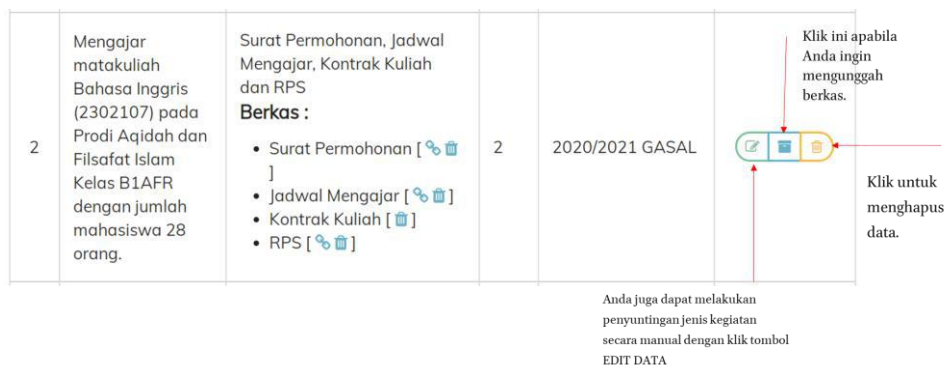 2
Mengajar
matakuliah
Bahasa Inggris
(2302107) pada
Prodi Aqidah dan
Filsafat Islam
Kelas B1AFR
dengan jumlah
mahasiswa 28
orang.
Surat Permohonan, Jadwal
Mengajar, Kontrak Kuliah
dan RPS
Berkas :
• Surat Permohonan [
]
• Jadwal Mengajar [ ]
• Kontrak Kuliah [ ]
• RPS [ ]
2
2020/2021 GASAL
Klik ini apabila
Anda ingin
mengunggah
berkas.
Klik untuk
menghapus
data.
Anda juga dapat melakukan
penyuntingan jenis kegiatan
secara manual dengan klik tombol
EDIT DATA